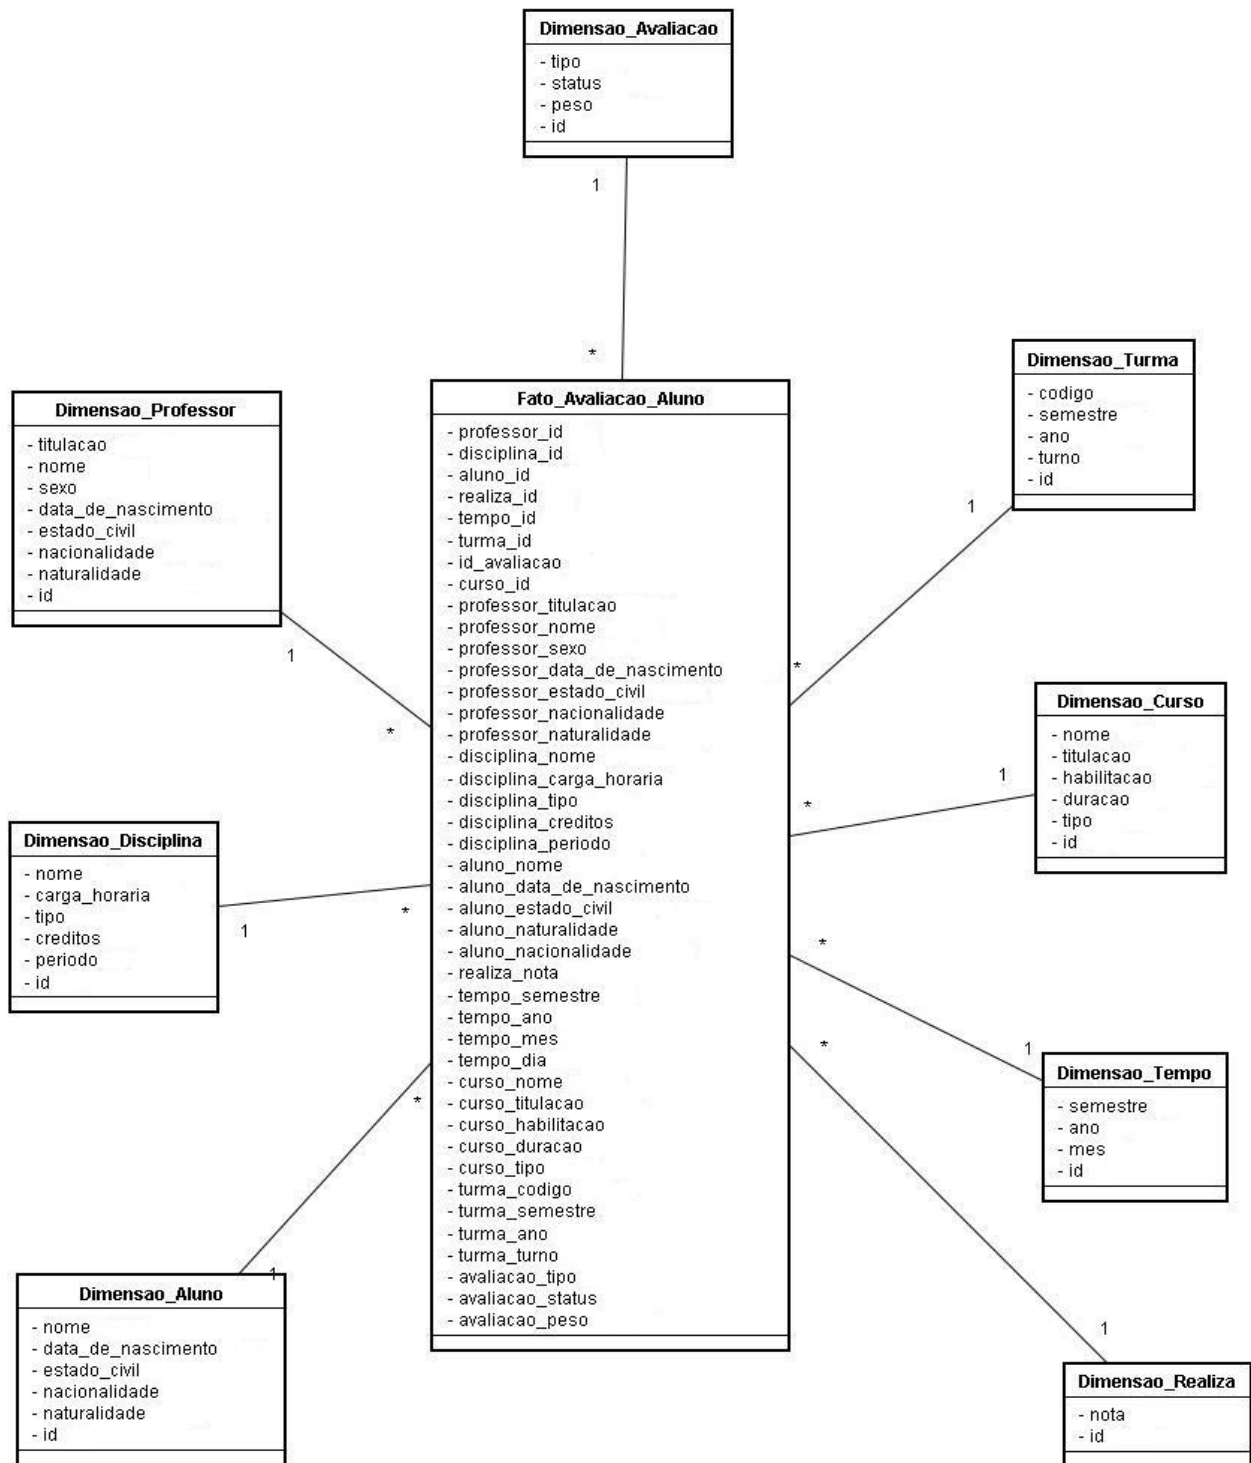 Dimensao_Avaliacao
- tipo
- status
- peso
- id
1
*
Dimensao_Professor
- titulacao
- nome
- sexo
- data_de_nascimento
- estado_civil
- nacionalidade
- naturalidade
- id
1
*
Dimensao_Disciplina
- nome
- carga_horaria
- tipo
- creditos
- periodo
- id
1
*
Dimensao_Aluno
- nome
- data_de_nascimento
- estado_civil
- nacionalidade
- naturalidade
- id
1
*
Fato_Avaliacao_Aluno
- professor_id
- disciplina_id
- aluno_id
- realiza_id
- tempo_id
- turma_id
- id_avaliacao
- curso_id
- professor_titulacao
- professor_nome
- professor_sexo
- professor_data_de_nascimento
- professor_estado_civil
- professor_nacionalidade
- professor_naturalidade
- disciplina_nome
- disciplina_carga_horaria
- disciplina_tipo
- disciplina_creditos
- disciplina_periodo
- aluno_nome
- aluno_data_de_nascimento
- aluno_estado_civil
- aluno_naturalidade
- aluno_nacionalidade
- realiza_nota
- tempo_semestre
- tempo_ano
- tempo_mes
- tempo_dia
- curso_nome
- curso_titulacao
- curso_habilitacao
- curso_duracao
- curso_tipo
- turma_codigo
- turma_semestre
- turma_ano
- turma_turno
- avaliacao_tipo
- avaliacao_status
- avaliacao_peso
Dimensao_Turma
- codigo
- semestre
- ano
- turno
- id
1
*
Dimensao_Curso
- nome
- titulacao
- habilitacao
- duracao
- tipo
- id
1
*
Dimensao_Tempo
- semestre
- ano
- mes
- id
1
*
Dimensao_Realiza
- nota
- id
1
*